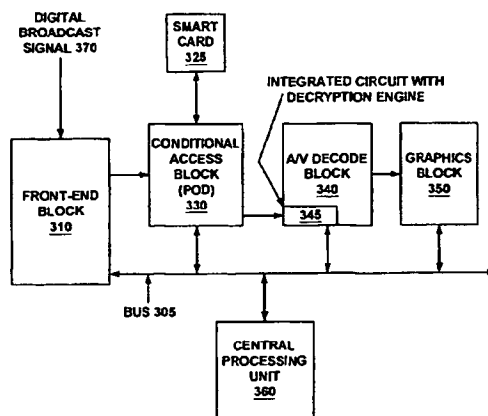 DIGITAL
BROADCAST
SIGNAL 370
SMART
CARD
325
INTEGRATED CIRCUIT WITH
DECRYPTION ENGINE
FRONT-END
BLOCK
310
CONDITIONAL
ACCESS
BLOCK
(POD)
330
A/V DECODE
BLOCK
340
345
GRAPHICS
BLOCK
350
BUS 305
CENTRAL
PROCESSING
UNIT
360